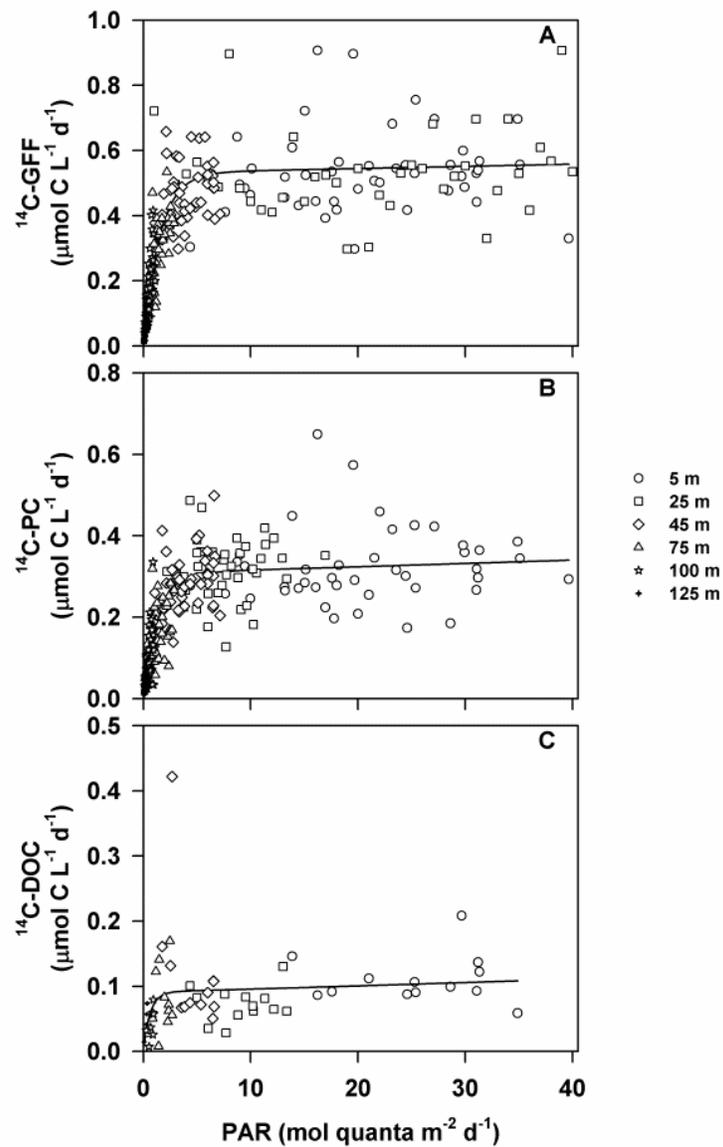 A
1.0
0.8
0.6
0.4
0.2
0.0
¹⁴C-GFF
(µmol C L⁻¹ d⁻¹)
B
0.8
0.6
0.4
0.2
0.0
¹⁴C-PC
(µmol C L⁻¹ d⁻¹)
5 m
25 m
45 m
75 m
100 m
125 m
C
0.5
0.4
0.3
0.2
0.1
0.0
¹⁴C-DOC
(µmol C L⁻¹ d⁻¹)
0 10 20 30 40
PAR (mol quanta m⁻² d⁻¹)